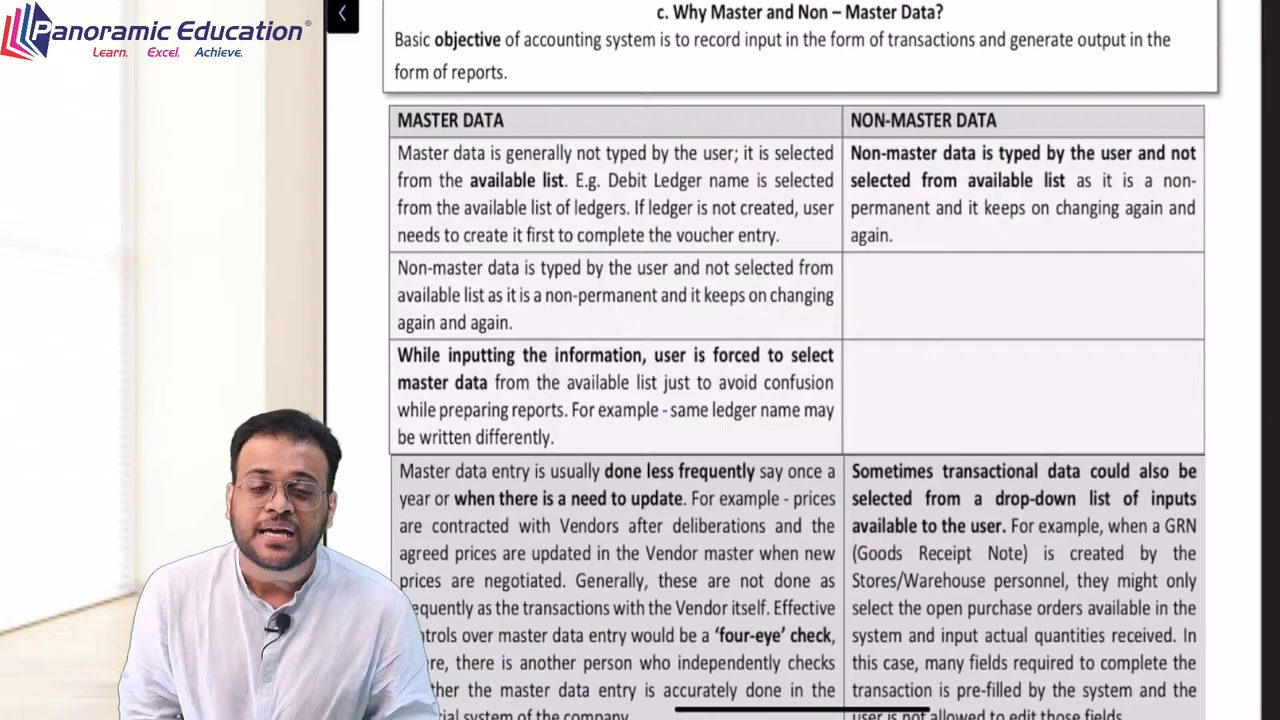 Panoramic Education®
Learn. Excel. Achieve.
c. Why Master and Non – Master Data?
Basic objective of accounting system is to record input in the form of transactions and generate output in the
form of reports.
MASTER DATA
Master data is generally not typed by the user; it is selected
from the available list. E.g. Debit Ledger name is selected
from the available list of ledgers. If ledger is not created, user
needs to create it first to complete the voucher entry.
NON-MASTER DATA
Non-master data is typed by the user and not
selected from available list as it is a non-
permanent and it keeps on changing again and
again.
Non-master data is typed by the user and not selected from
available list as it is a non-permanent and it keeps on changing
again and again.
While inputting the information, user is forced to select
master data from the available list just to avoid confusion
while preparing reports. For example - same ledger name may
be written differently.
Master data entry is usually done less frequently say once a
year or when there is a need to update. For example - prices
are contracted with Vendors after deliberations and the
agreed prices are updated in the Vendor master when new
prices are negotiated. Generally, these are not done as
equently as the transactions with the Vendor itself. Effective
ntrols over master data entry would be a ‘four-eye’ check,
re, there is another person who independently checks
ther the master data entry is accurately done in the
ial system of the company.
Sometimes transactional data could also be
selected from a drop-down list of inputs
available to the user. For example, when a GRN
(Goods Receipt Note) is created by the
Stores/Warehouse personnel, they might only
select the open purchase orders available in the
system and input actual quantities received. In
this case, many fields required to complete the
transaction is pre-filled by the system and the
user is not allowed to edit those fields.